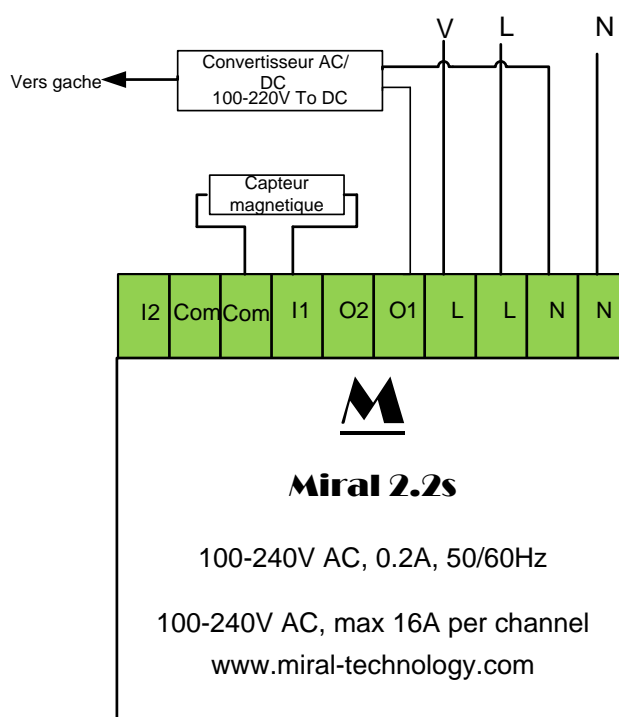 V L N
Convertisseur AC/
DC
100-220V To DC
Vers gache
Capteur
magnetique
I2 Com Com I1 O2 O1 L L N N
M
Miral 2.2s
100-240V AC, 0.2A, 50/60Hz
100-240V AC, max 16A per channel
www.miral-technology.com